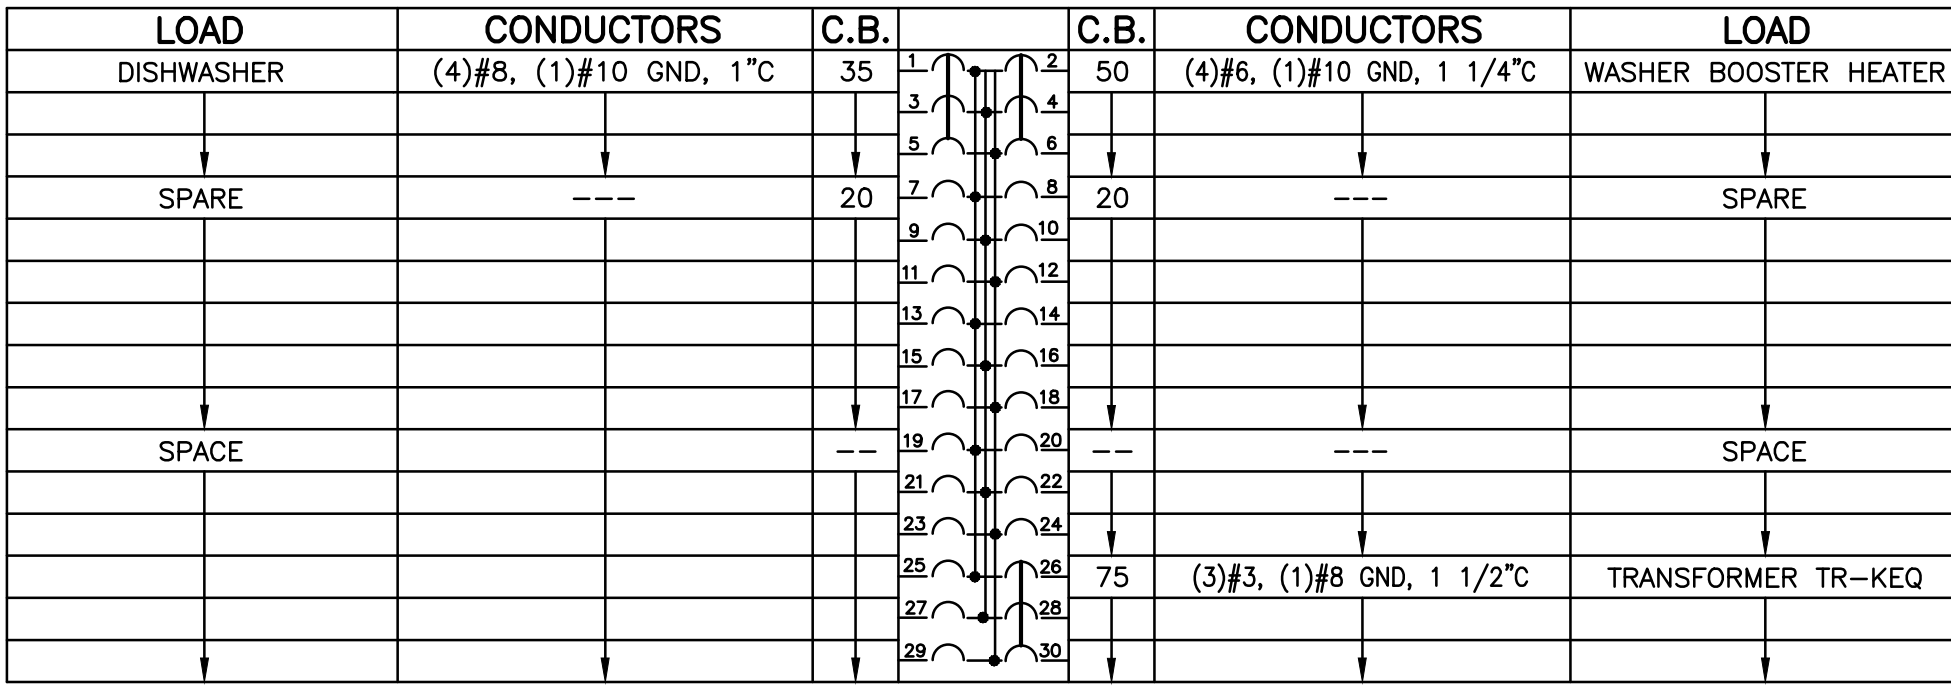 LOAD CONDUCTORS C.B. C.B. CONDUCTORS LOAD
DISHWASHER (4)#8, (1)#10 GND, 1"C 35 1 2 50 (4)#6, (1)#10 GND, 1 1/4"C WASHER BOOSTER HEATER
3 4
5 6
SPARE --- 20 7 8 20 --- SPARE
9 10
11 12
13 14
15 16
17 18
SPACE -- 19 20 -- --- SPACE
21 22
23 24
25 26 75 (3)#3, (1)#8 GND, 1 1/2"C TRANSFORMER TR-KEQ
27 28
29 30